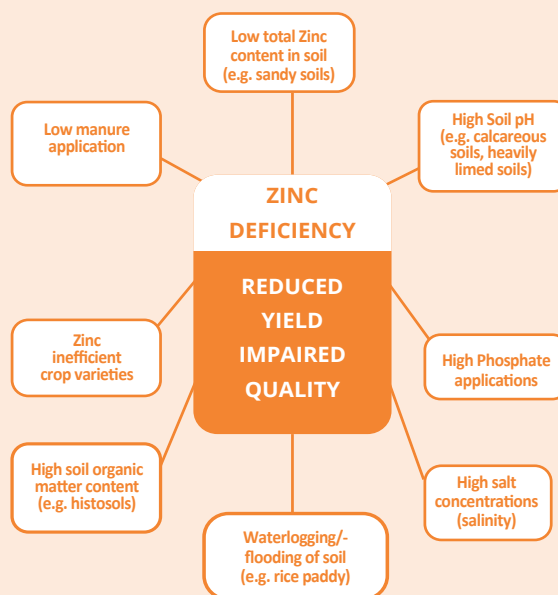 Low total Zinc
content in soil
(e.g. sandy soils)
Low manure
application
High Soil pH
(e.g. calcareous
soils, heavily
limed soils)
ZINC
DEFICIENCY
REDUCED
YIELD
IMPAIRED
QUALITY
Zinc
inefficient
crop varieties
High Phosphate
applications
High soil organic
matter content
(e.g. histosols)
High salt
concentrations
(salinity)
Waterlogging/-
flooding of soil
(e.g. rice paddy)